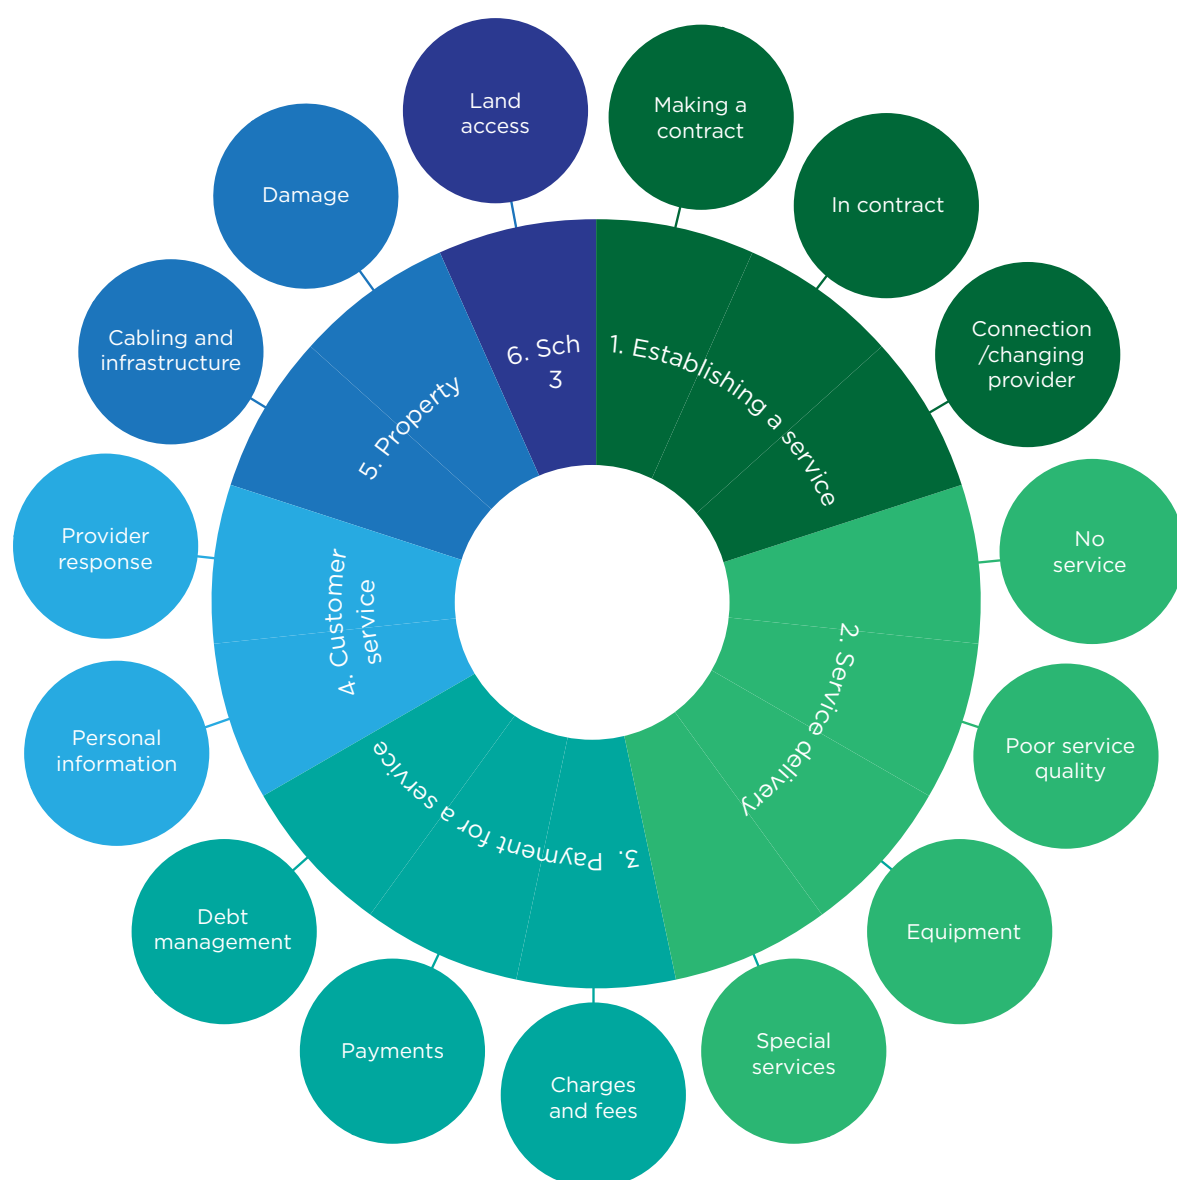 Land
access
Making a
contract
Damage
In contract
Cabling and
infrastructure
Connection
/changing
provider
6. Sch
3
1. Establishing a service
5. Property
Provider
response
No
service
4. Customer
service
2. Service delivery
Personal
information
Poor service
quality
3. Payment for a service
Debt
management
Equipment
Payments
Special
services
Charges
and fees